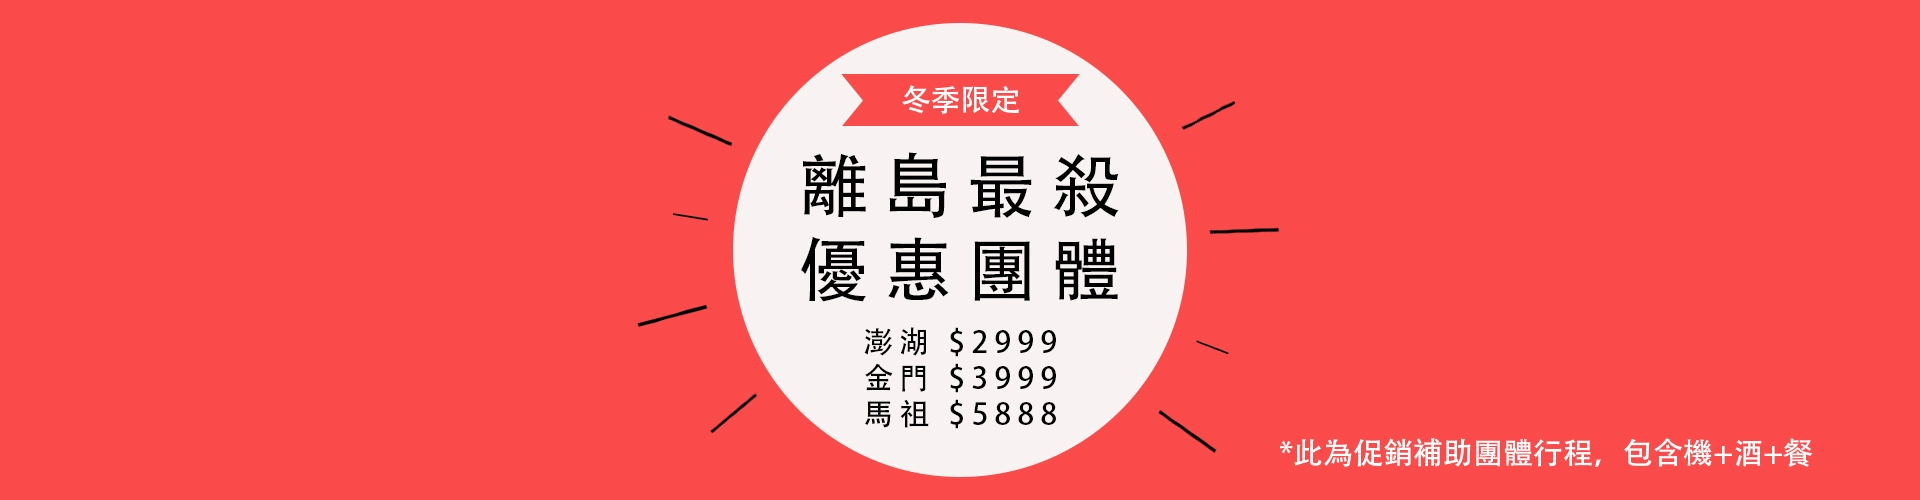 冬季限定
離島最殺
優惠團體
澎湖 $2999
金門 $3999
馬祖 $5888
*此為促銷補助團體行程，包含機+酒+餐